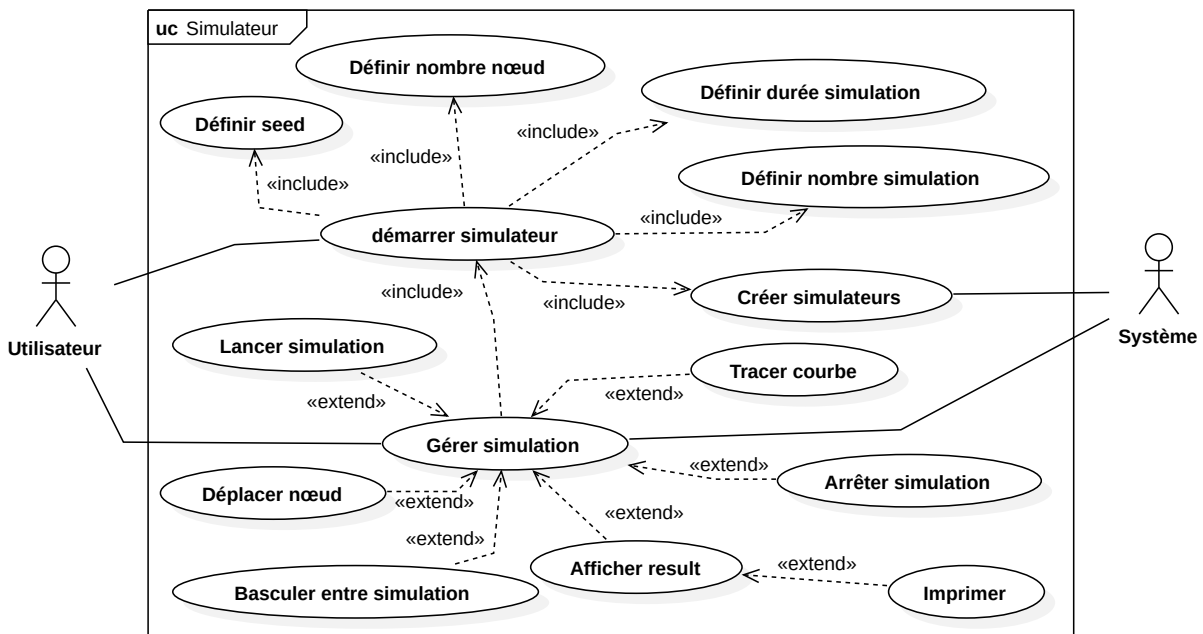 uc Simulateur
Définir nombre nœud
Définir durée simulation
Définir seed
«include»
«include»
«include»
Définir nombre simulation
«include»
démarrer simulateur
«include»
«include»
Créer simulateurs
Utilisateur
Système
Lancer simulation
Tracer courbe
«extend»
«extend»
Gérer simulation
«extend»
Arrêter simulation
Déplacer nœud
«extend»
«extend»
«extend»
Afficher result
«extend»
Basculer entre simulation
Imprimer